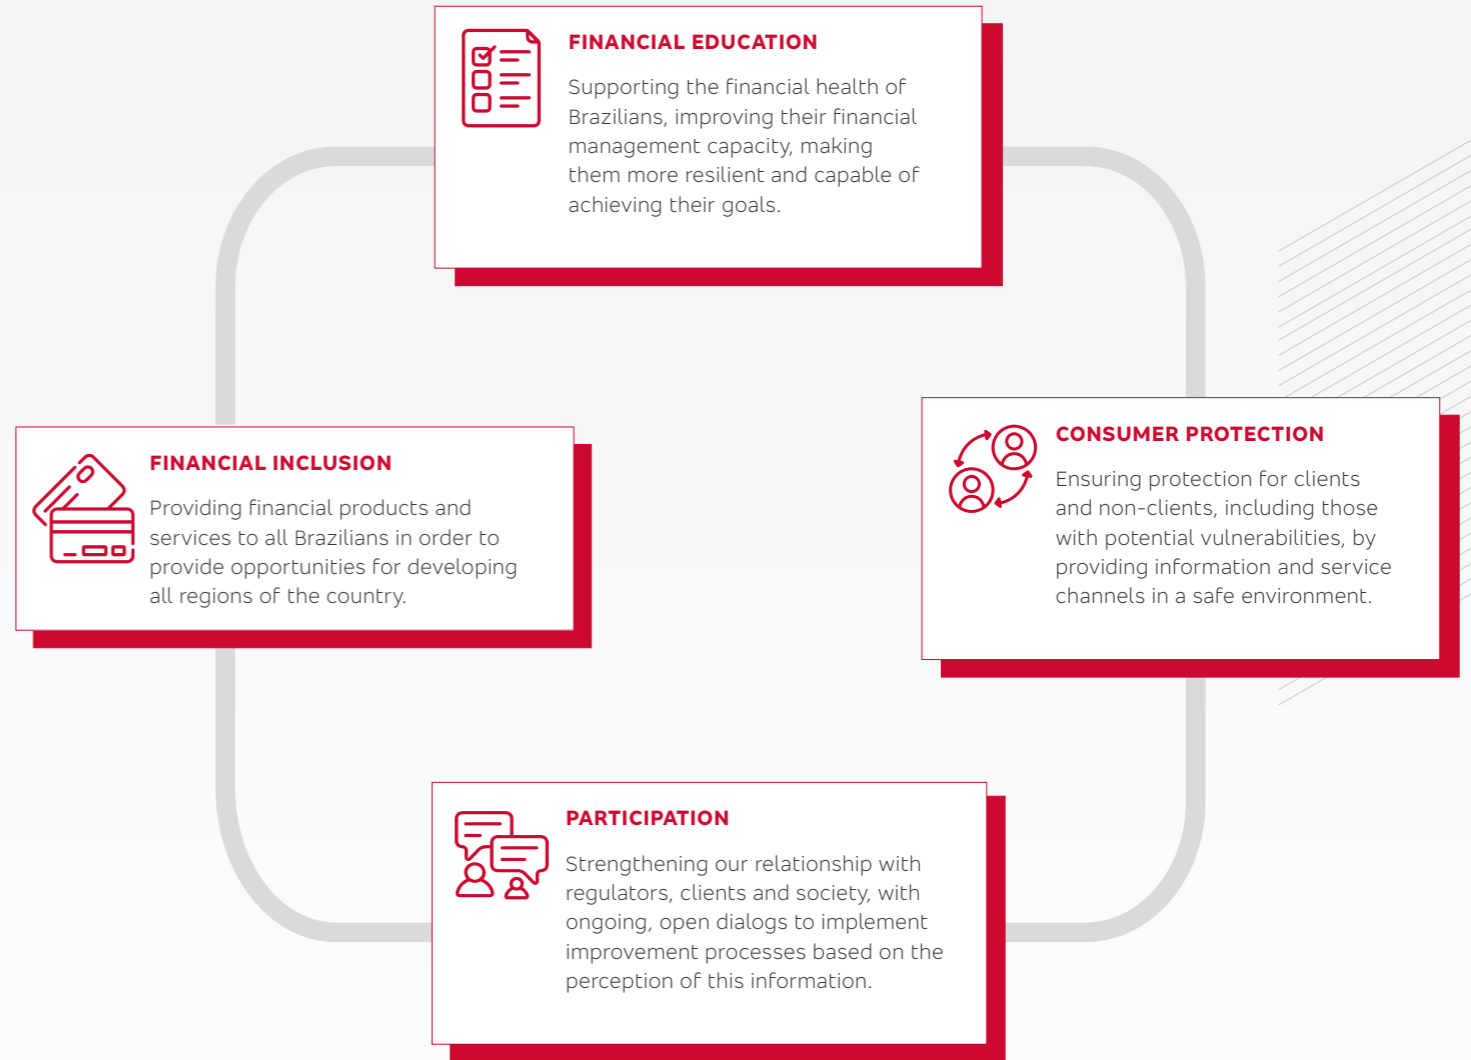 FINANCIAL EDUCATION
Supporting the financial health of
Brazilians, improving their financial
management capacity, making
them more resilient and capable of
achieving their goals.
FINANCIAL INCLUSION
Providing financial products and
services to all Brazilians in order to
provide opportunities for developing
all regions of the country.
CONSUMER PROTECTION
Ensuring protection for clients
and non-clients, including those
with potential vulnerabilities, by
providing information and service
channels in a safe environment.
PARTICIPATION
Strengthening our relationship with
regulators, clients and society, with
ongoing, open dialogs to implement
improvement processes based on the
perception of this information.